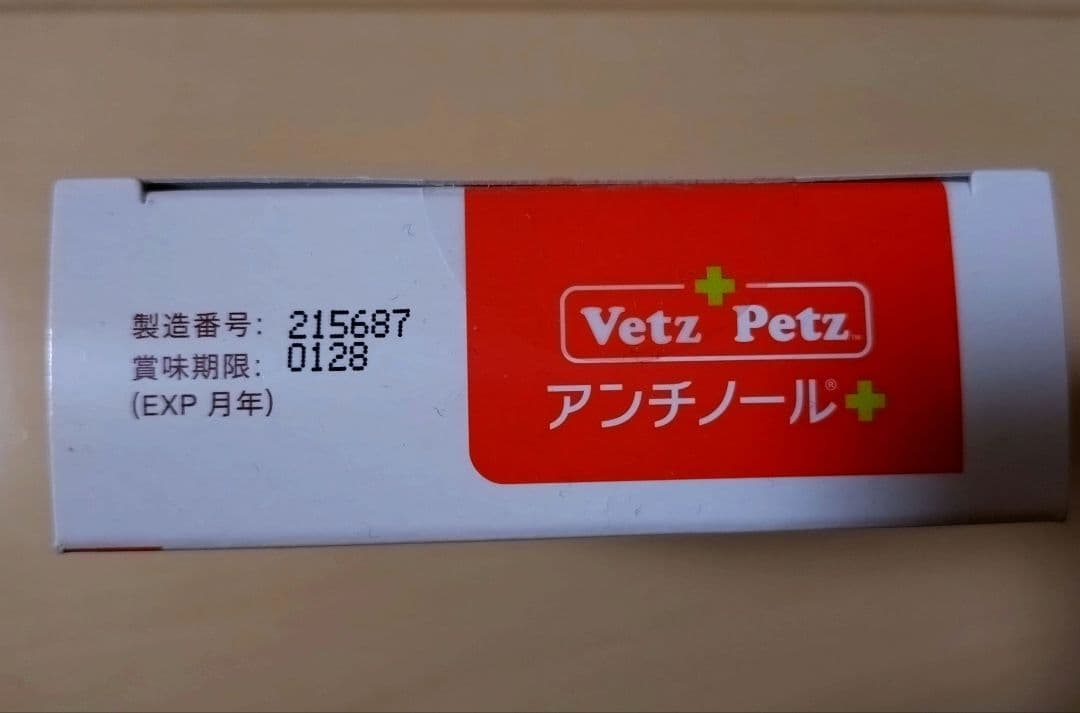 製造番号: 215687
賞味期限: 0128
(EXP 月年)
Vetz Petz™
アンチノール®